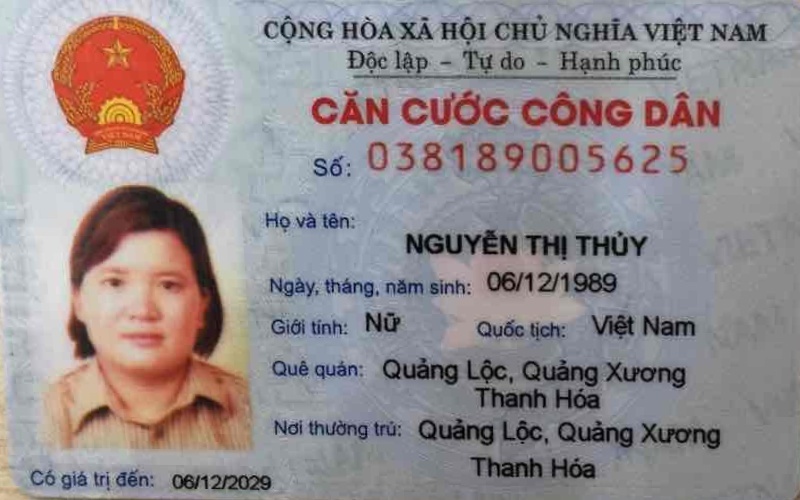 CỘNG HÒA XÃ HỘI CHỦ NGHĨA VIỆT NAM
Độc lập - Tự do - Hạnh phúc
CĂN CƯỚC CÔNG DÂN
Số: 038189005625
Họ và tên:
NGUYỄN THỊ THỦY
Ngày, tháng, năm sinh: 06/12/1989
Giới tính: Nữ Quốc tịch: Việt Nam
Quê quán: Quảng Lộc, Quảng Xương
Thanh Hóa
Nơi thường trú: Quảng Lộc, Quảng Xương
Thanh Hóa
Có giá trị đến: 06/12/2029